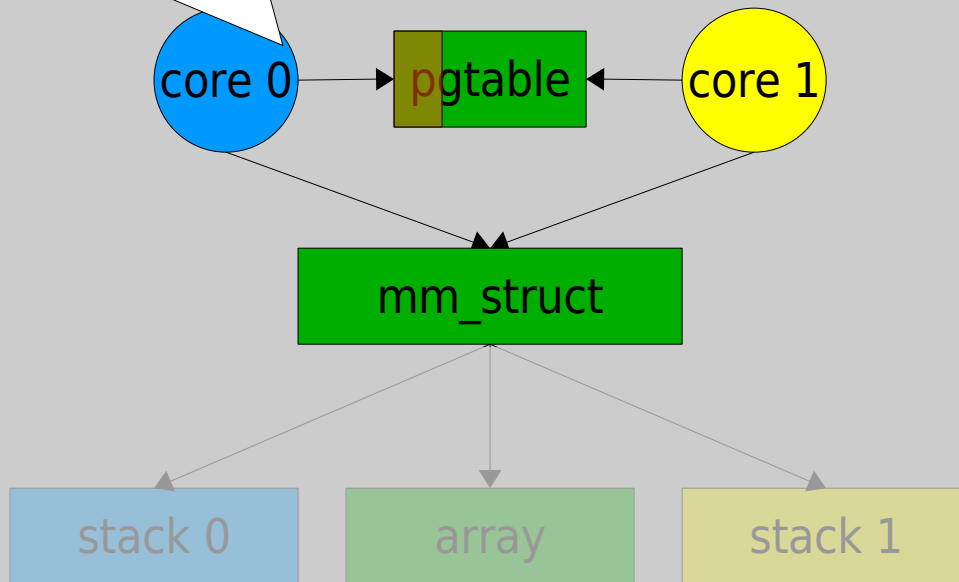 core 0
pgtable
core 1
mm_struct
stack 0
array
stack 1